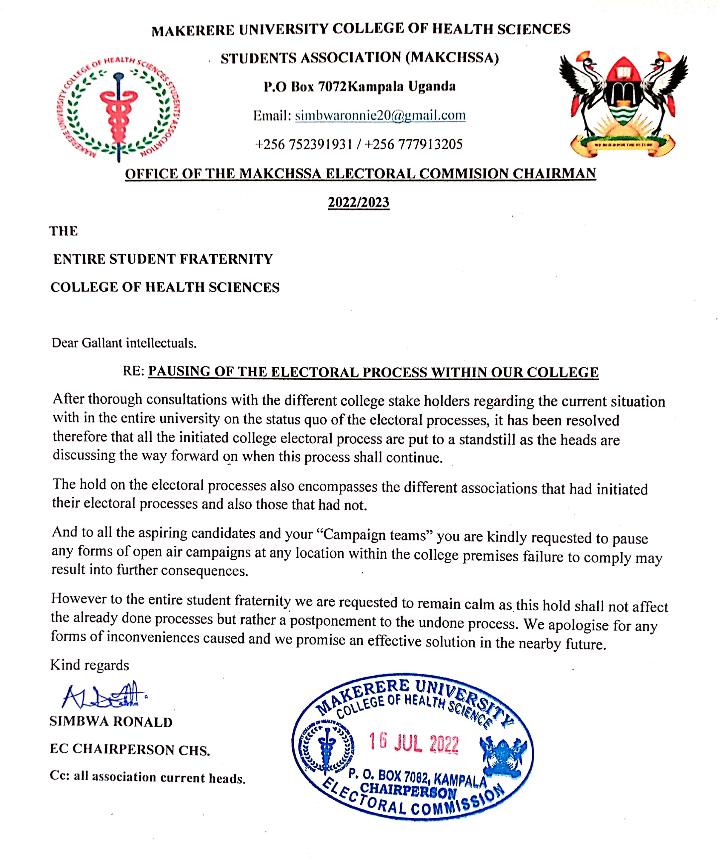 MAKERERE UNIVERSITY COLLEGE OF HEALTH SCIENCES
STUDENTS ASSOCIATION (MAKCHSSA)
P.O Box 7072Kampala Uganda
Email: simbwaronnie20@gmail.com
+256 752391931 / +256 777913205
MAKERERE UNIVERSITY COLLEGE OF HEALTH SCIENCES STUDENTS' ASSOCIATION
WE BUILD FOR THE FUTURE
OFFICE OF THE MAKCHSSA ELECTORAL COMMISION CHAIRMAN
2022/2023
THE
ENTIRE STUDENT FRATERNITY
COLLEGE OF HEALTH SCIENCES
Dear Gallant intellectuals.
RE: PAUSING OF THE ELECTORAL PROCESS WITHIN OUR COLLEGE
After thorough consultations with the different college stake holders regarding the current situation
with in the entire university on the status quo of the electoral processes, it has been resolved
therefore that all the initiated college electoral process are put to a standstill as the heads are
discussing the way forward on when this process shall continue.
The hold on the electoral processes also encompasses the different associations that had initiated
their electoral processes and also those that had not.
And to all the aspiring candidates and your “Campaign teams” you are kindly requested to pause
any forms of open air campaigns at any location within the college premises failure to comply may
result into further consequences.
However to the entire student fraternity we are requested to remain calm as this hold shall not affect
the already done processes but rather a postponement to the undone process. We apologise for any
forms of inconveniences caused and we promise an effective solution in the nearby future.
Kind regards
SIMBWA RONALD
EC CHAIRPERSON CHS.
Cc: all association current heads.
MAKERERE UNIVERSITY
COLLEGE OF HEALTH SCIENCE
16 JUL 2022
P. O. BOX 7062, KAMPALA
CHAIRPERSON
ELECTORAL COMMISSION